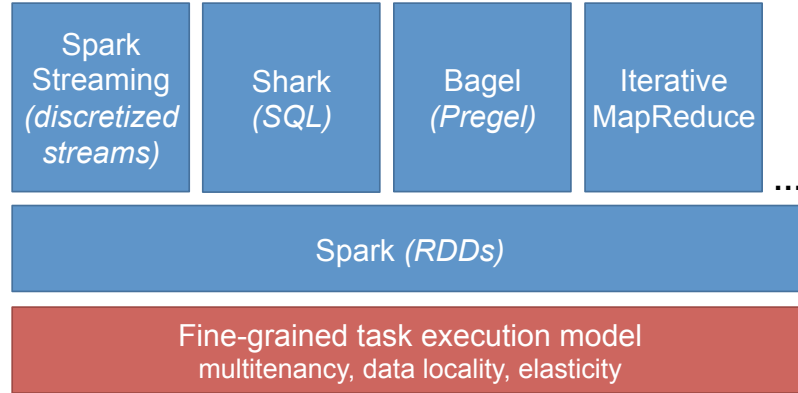 Spark
Streaming
(discretized
streams)
Shark
(SQL)
Bagel
(Pregel)
Iterative
MapReduce
...
Spark (RDDs)
Fine-grained task execution model
multitenancy, data locality, elasticity